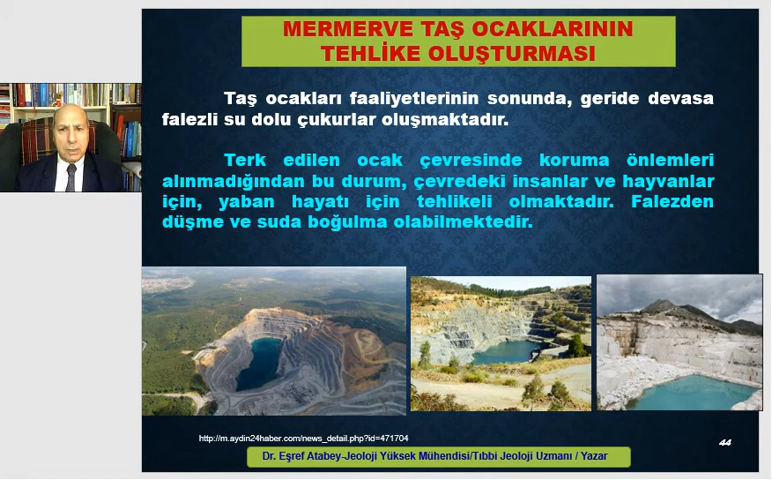 MERMERVE TAŞ OCAKLARININ
TEHLİKE OLUŞTURMASI
Taş ocakları faaliyetlerinin sonunda, geride devasa
falezli su dolu çukurlar oluşmaktadır.
Terk edilen ocak çevresinde koruma önlemleri
alınmadığından bu durum, çevredeki insanlar ve hayvanlar
için, yaban hayatı için tehlikeli olmaktadır. Falezden
düşme ve suda boğulma olabilmektedir.
http://m.aydin24haber.com/news_detail.php?id=471704
44
Dr. Eşref Atabey-Jeoloji Yüksek Mühendisi/Tıbbi Jeoloji Uzmanı / Yazar